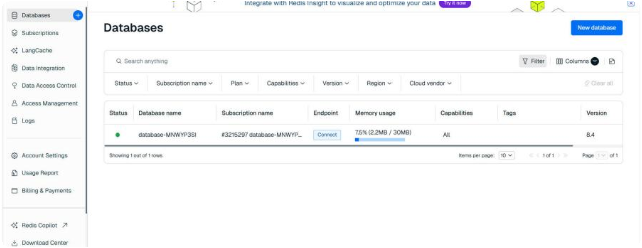 Integrate with Redis Insight to visualize and optimize your data Try it now
Databases
Subscriptions
LangCache
Data Integration
Data Access Control
Access Management
Logs
Account Settings
Usage Report
Billing & Payments
Redis Copilot
Download Center
Databases
New database
Search anything
Filter Columns
Status Subscription name Plan Capabilities Version Region Cloud vendor Clear all
Status Database name Subscription name Endpoint Memory usage Capabilities Tags Version
database-MNWYP3S1 #3215297 database-MNWYP... Connect 7.5% (2.2MB / 30MB) All 8.4
Showing 1 out of 1 rows Items per page: 10 1 of 1 Page 1 of 1